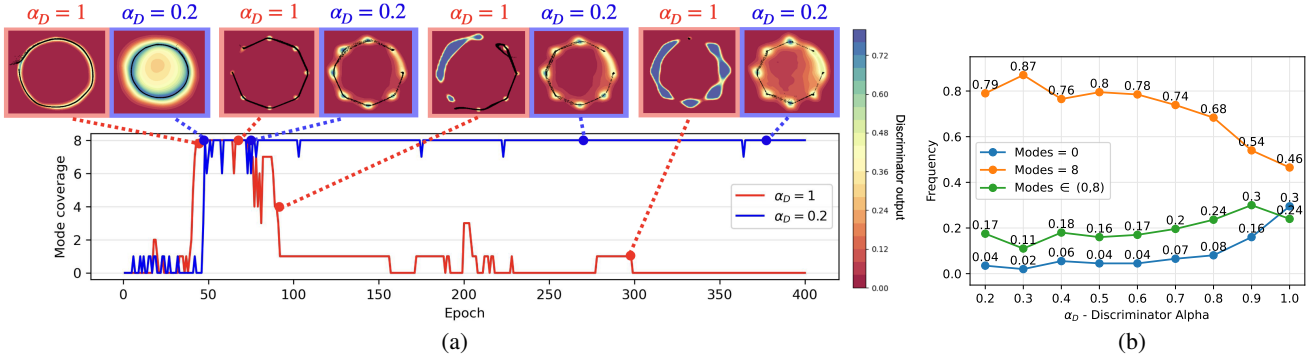 α_D = 1 α_D = 0.2 α_D = 1 α_D = 0.2 α_D = 1 α_D = 0.2 α_D = 1 α_D = 0.2
0.72
0.60
0.48
0.36
0.24
0.12
0.00
Discriminator output
8
6
4
2
0
Mode coverage
α_D = 1
α_D = 0.2
0 50 100 150 200 250 300 350 400
Epoch
(a)
0.8
0.6
0.4
0.2
0.0
Frequency
0.79 0.87 0.76 0.8 0.78 0.74 0.68 0.54 0.46
Modes = 0
Modes = 8
Modes ∈ (0,8)
0.17 0.11 0.18 0.16 0.17 0.2 0.24 0.3 0.24
0.04 0.02 0.06 0.04 0.04 0.07 0.08 0.16 0.3
0.2 0.3 0.4 0.5 0.6 0.7 0.8 0.9 1.0
α_D - Discriminator Alpha
(b)